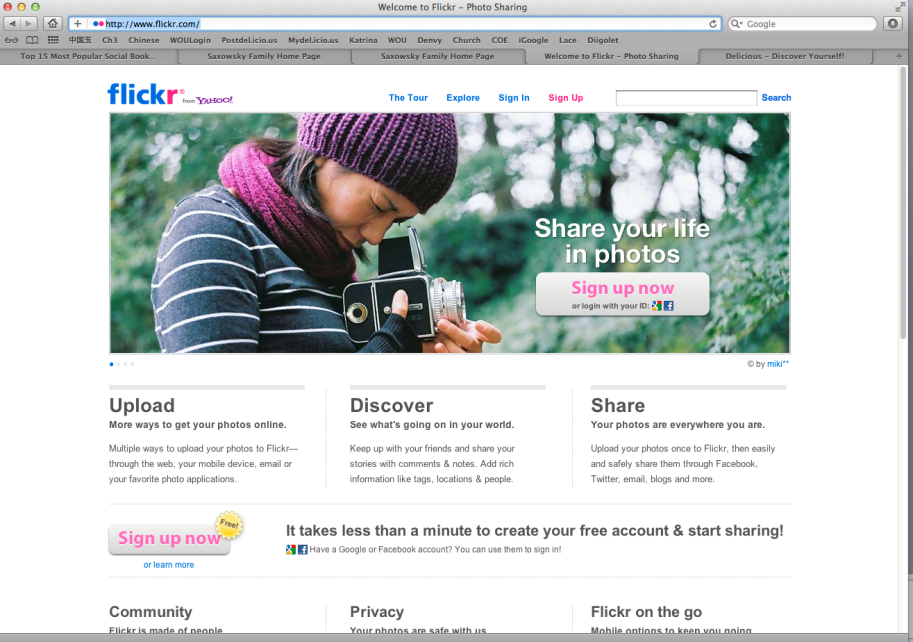 Welcome to Flickr – Photo Sharing
http://www.flickr.com/
Google
中国玉 Ch3 Chinese WOULogin Postdel.icio.us Mydel.icio.us Katrina WOU Denvy Church COE iGoogle Lace Diigolet
Top 15 Most Popular Social Book... Saxowsky Family Home Page Saxowsky Family Home Page Welcome to Flickr – Photo Sharing Delicious – Discover Yourself!
flickr® from YAHOO!
The Tour Explore Sign In Sign Up Search
Share your life
in photos
Sign up now
or login with your ID:
© by miki**
Upload
More ways to get your photos online.
Multiple ways to upload your photos to Flickr—
through the web, your mobile device, email or
your favorite photo applications.
Discover
See what's going on in your world.
Keep up with your friends and share your
stories with comments & notes. Add rich
information like tags, locations & people.
Share
Your photos are everywhere you are.
Upload your photos once to Flickr, then easily
and safely share them through Facebook,
Twitter, email, blogs and more.
Free!
Sign up now
or learn more
It takes less than a minute to create your free account & start sharing!
Have a Google or Facebook account? You can use them to sign in!
Community
Flickr is made of people
Privacy
Your photos are safe with us
Flickr on the go
Mobile options to keep you going